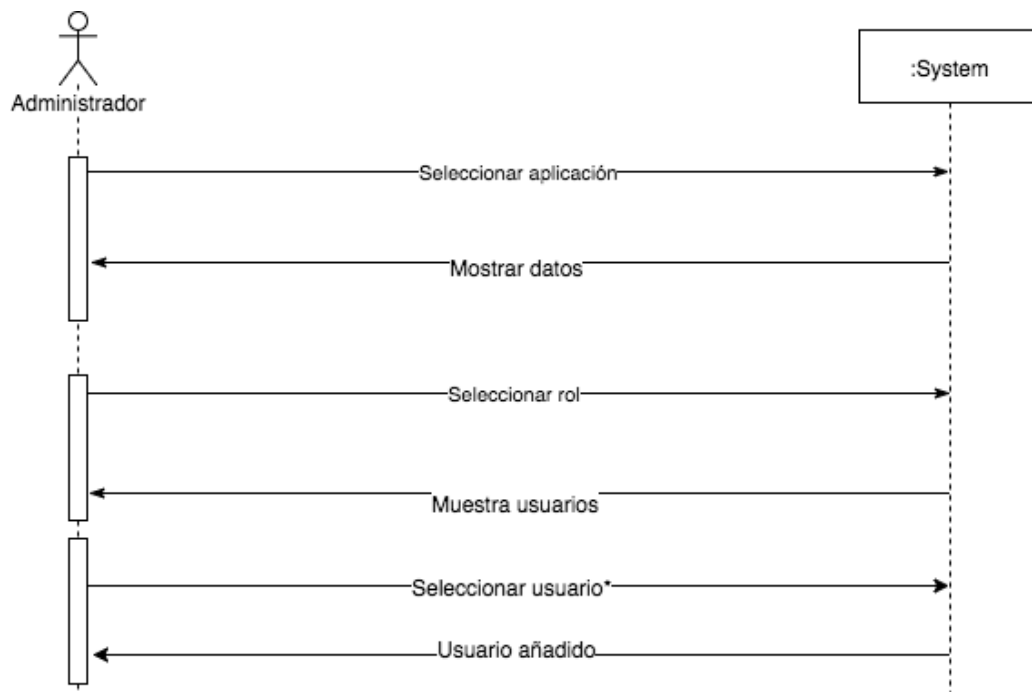 :System
Administrador
Seleccionar aplicación
Mostrar datos
Seleccionar rol
Muestra usuarios
Seleccionar usuario*
Usuario añadido